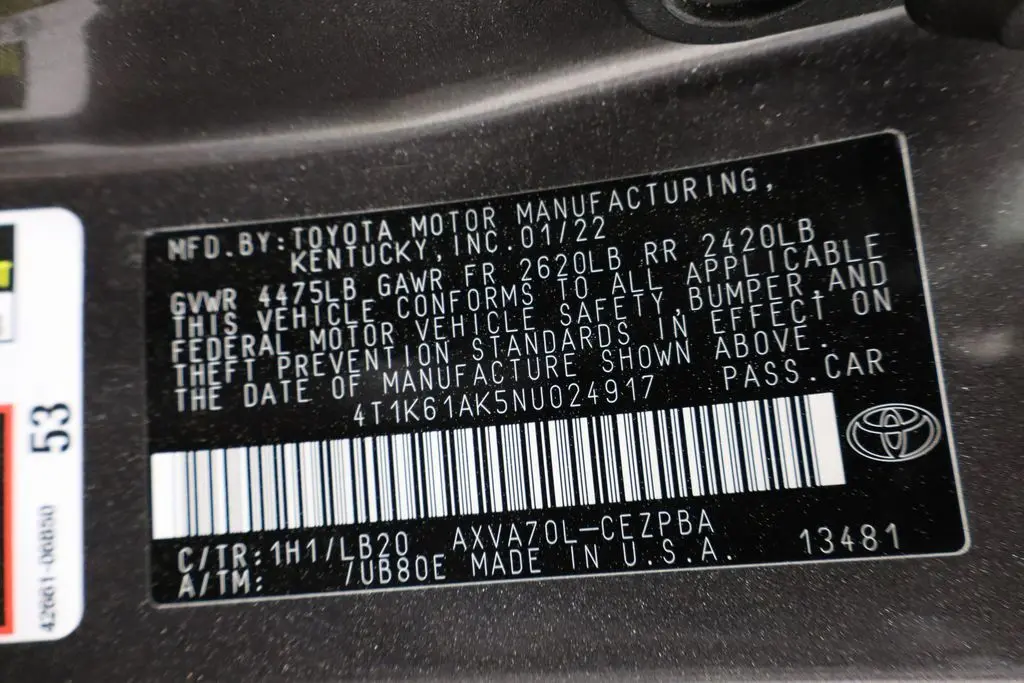 MFD.BY:TOYOTA MOTOR MANUFACTURING,
KENTUCKY, INC.01/22
GVWR 4475LB GAWR FR 2620LB RR 2420LB
THIS VEHICLE CONFORMS TO ALL APPLICABLE
FEDERAL MOTOR VEHICLE SAFETY,BUMPER,AND
THEFT PREVENTION STANDARDS IN EFFECT ON
THE DATE OF MANUFACTURE SHOWN ABOVE.
4T1K61AK5NU024917 PASS.CAR
C/TR:1H1/LB20 AXVA70L-CEZPBA 13481
A/TM: /UB80E MADE IN U.S.A.
53
42661-06B50